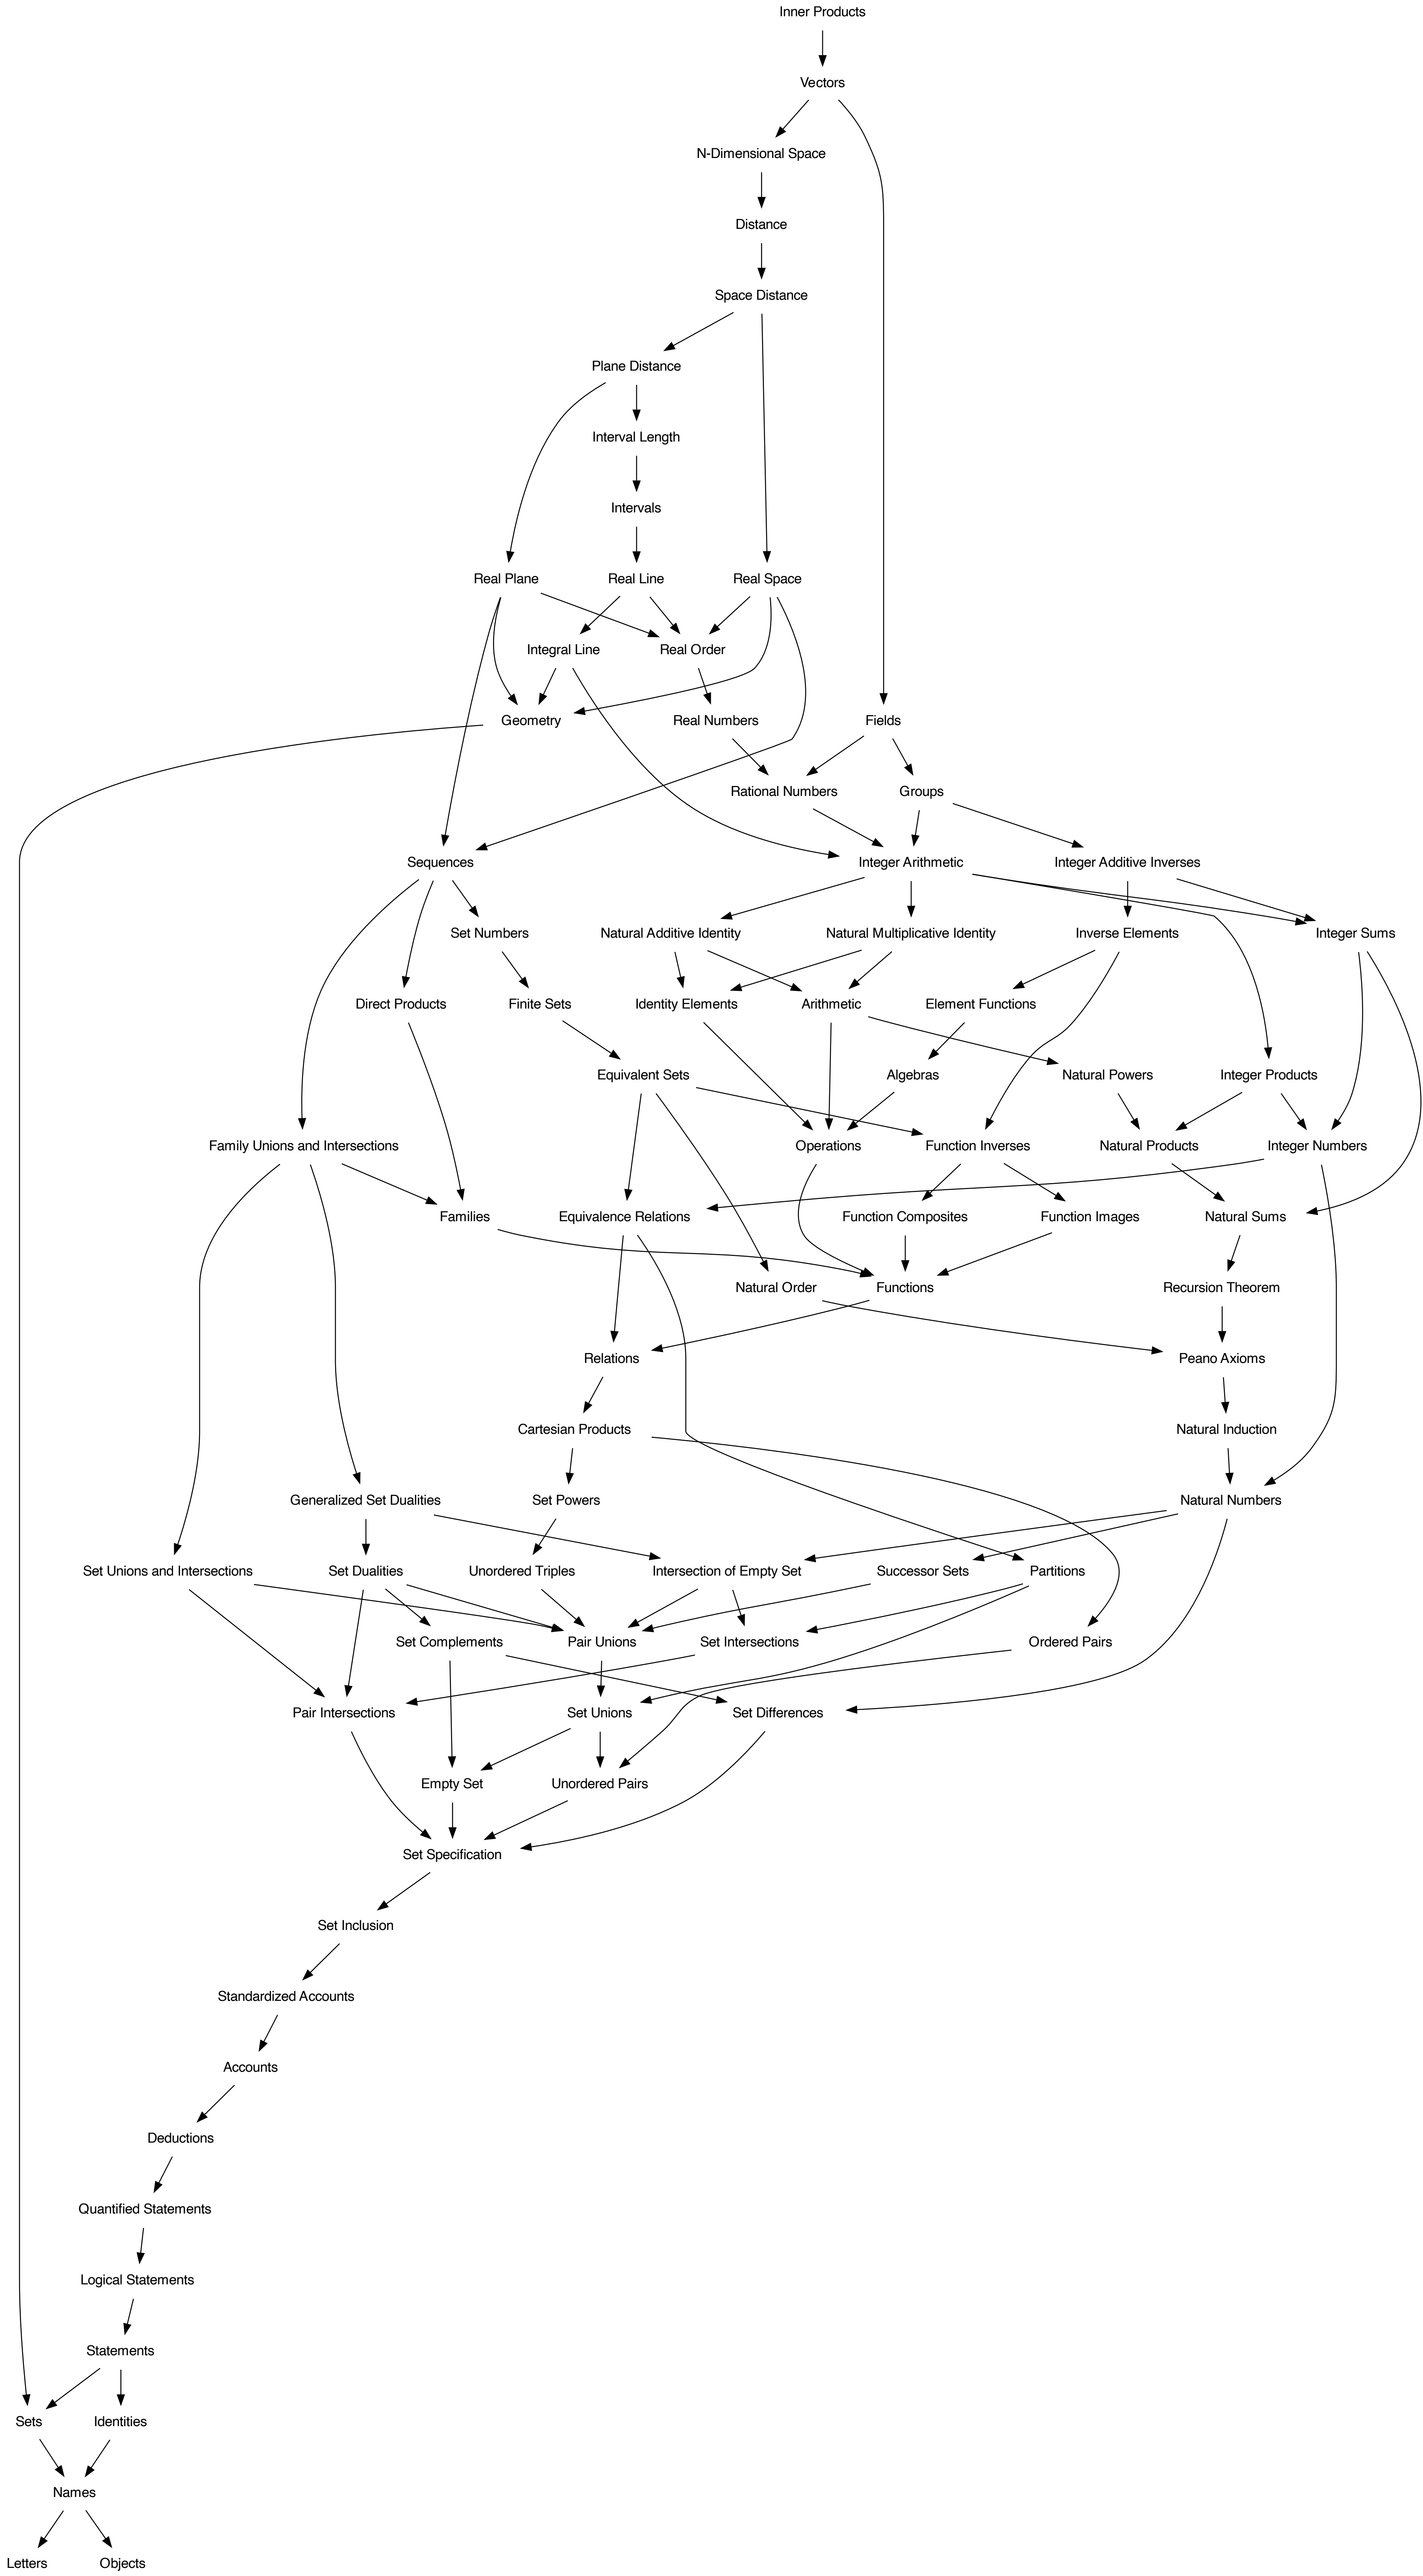 Inner Products
Vectors
N-Dimensional Space
Distance
Space Distance
Plane Distance
Interval Length
Intervals
Real Plane
Real Line
Real Space
Integral Line
Real Order
Geometry
Real Numbers
Fields
Rational Numbers
Groups
Sequences
Integer Arithmetic
Integer Additive Inverses
Set Numbers
Natural Additive Identity
Natural Multiplicative Identity
Inverse Elements
Integer Sums
Direct Products
Finite Sets
Identity Elements
Arithmetic
Element Functions
Equivalent Sets
Algebras
Natural Powers
Integer Products
Family Unions and Intersections
Operations
Function Inverses
Natural Products
Integer Numbers
Families
Equivalence Relations
Function Composites
Function Images
Natural Sums
Natural Order
Functions
Recursion Theorem
Relations
Peano Axioms
Cartesian Products
Natural Induction
Generalized Set Dualities
Set Powers
Natural Numbers
Set Unions and Intersections
Set Dualities
Unordered Triples
Intersection of Empty Set
Successor Sets
Partitions
Set Complements
Pair Unions
Set Intersections
Ordered Pairs
Pair Intersections
Set Unions
Set Differences
Empty Set
Unordered Pairs
Set Specification
Set Inclusion
Standardized Accounts
Accounts
Deductions
Quantified Statements
Logical Statements
Statements
Sets
Identities
Names
Letters
Objects